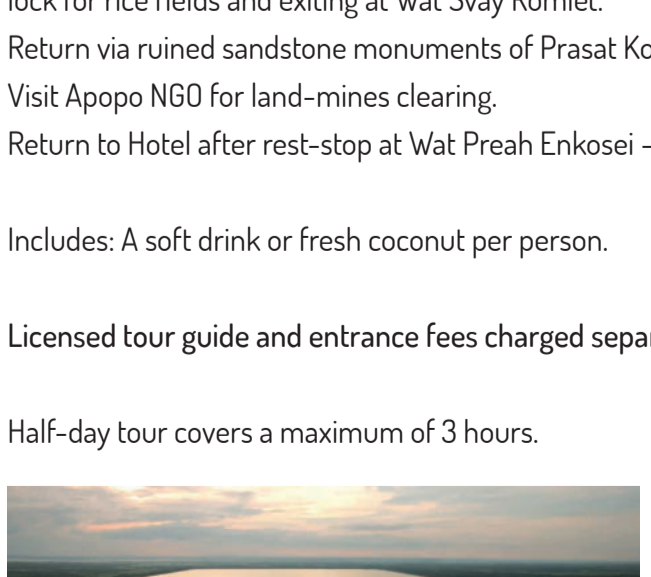 lock for rice fields and exiting at Wat Svay Romiet.
Return via ruined sandstone monuments of Prasat Ko
Visit Apopo NGO for land-mines clearing.
Return to Hotel after rest-stop at Wat Preah Enkosei -
Includes: A soft drink or fresh coconut per person.
Licensed tour guide and entrance fees charged separ
Half-day tour covers a maximum of 3 hours.